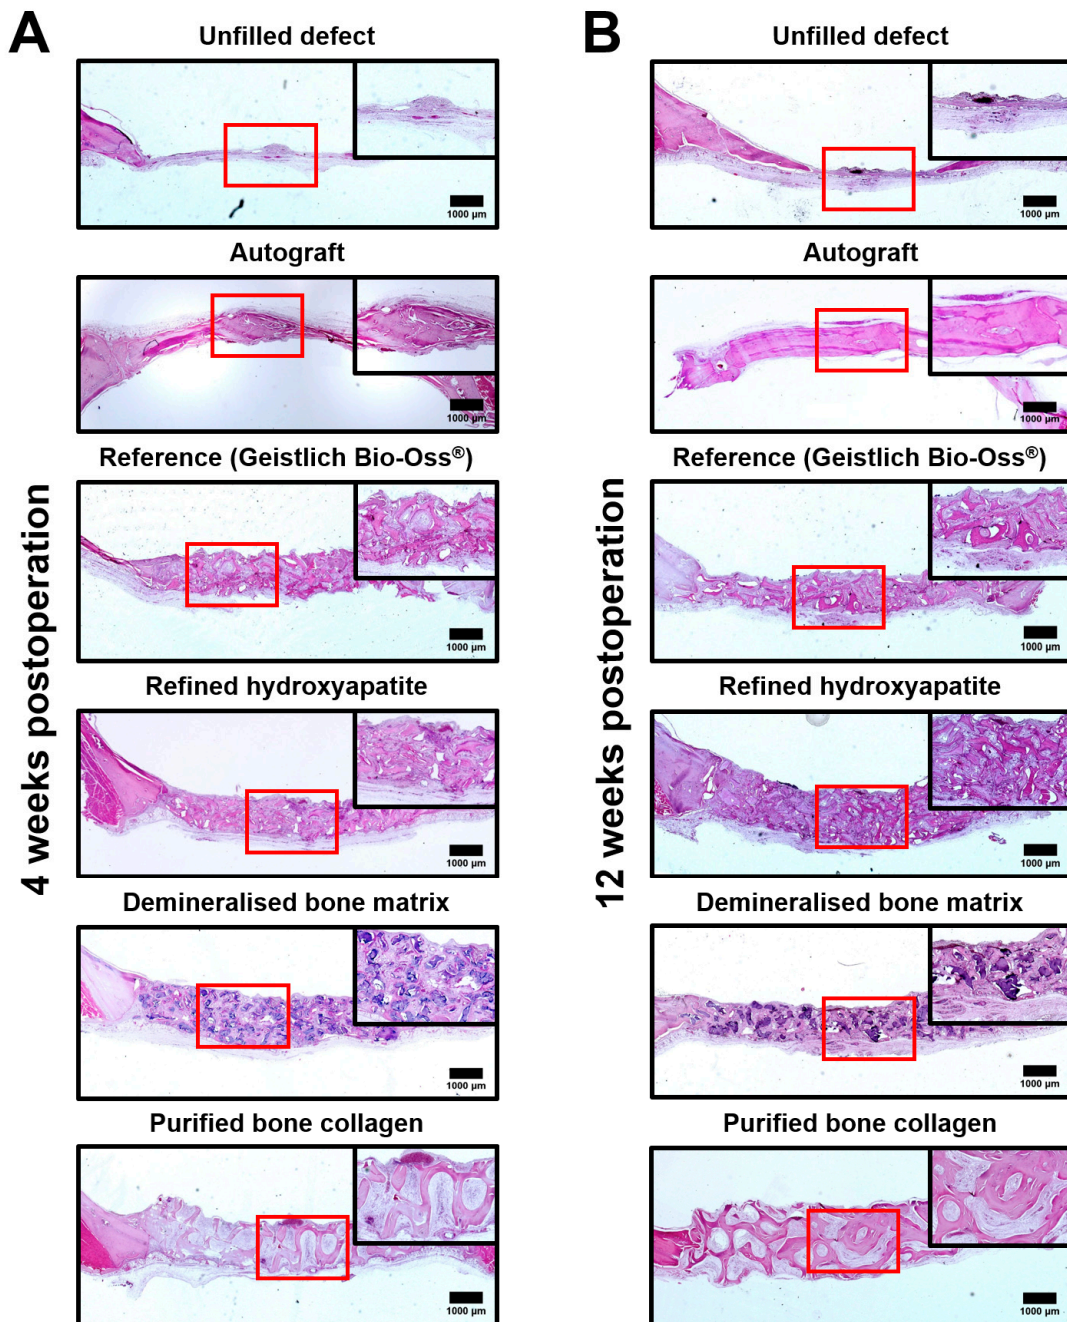 A
Unfilled defect
1000 µm
Autograft
1000 µm
Reference (Geistlich Bio-Oss®)
1000 µm
Refined hydroxyapatite
1000 µm
Demineralised bone matrix
1000 µm
Purified bone collagen
1000 µm
4 weeks postoperation
B
Unfilled defect
1000 µm
Autograft
1000 µm
Reference (Geistlich Bio-Oss®)
1000 µm
Refined hydroxyapatite
1000 µm
Demineralised bone matrix
1000 µm
Purified bone collagen
1000 µm
12 weeks postoperation